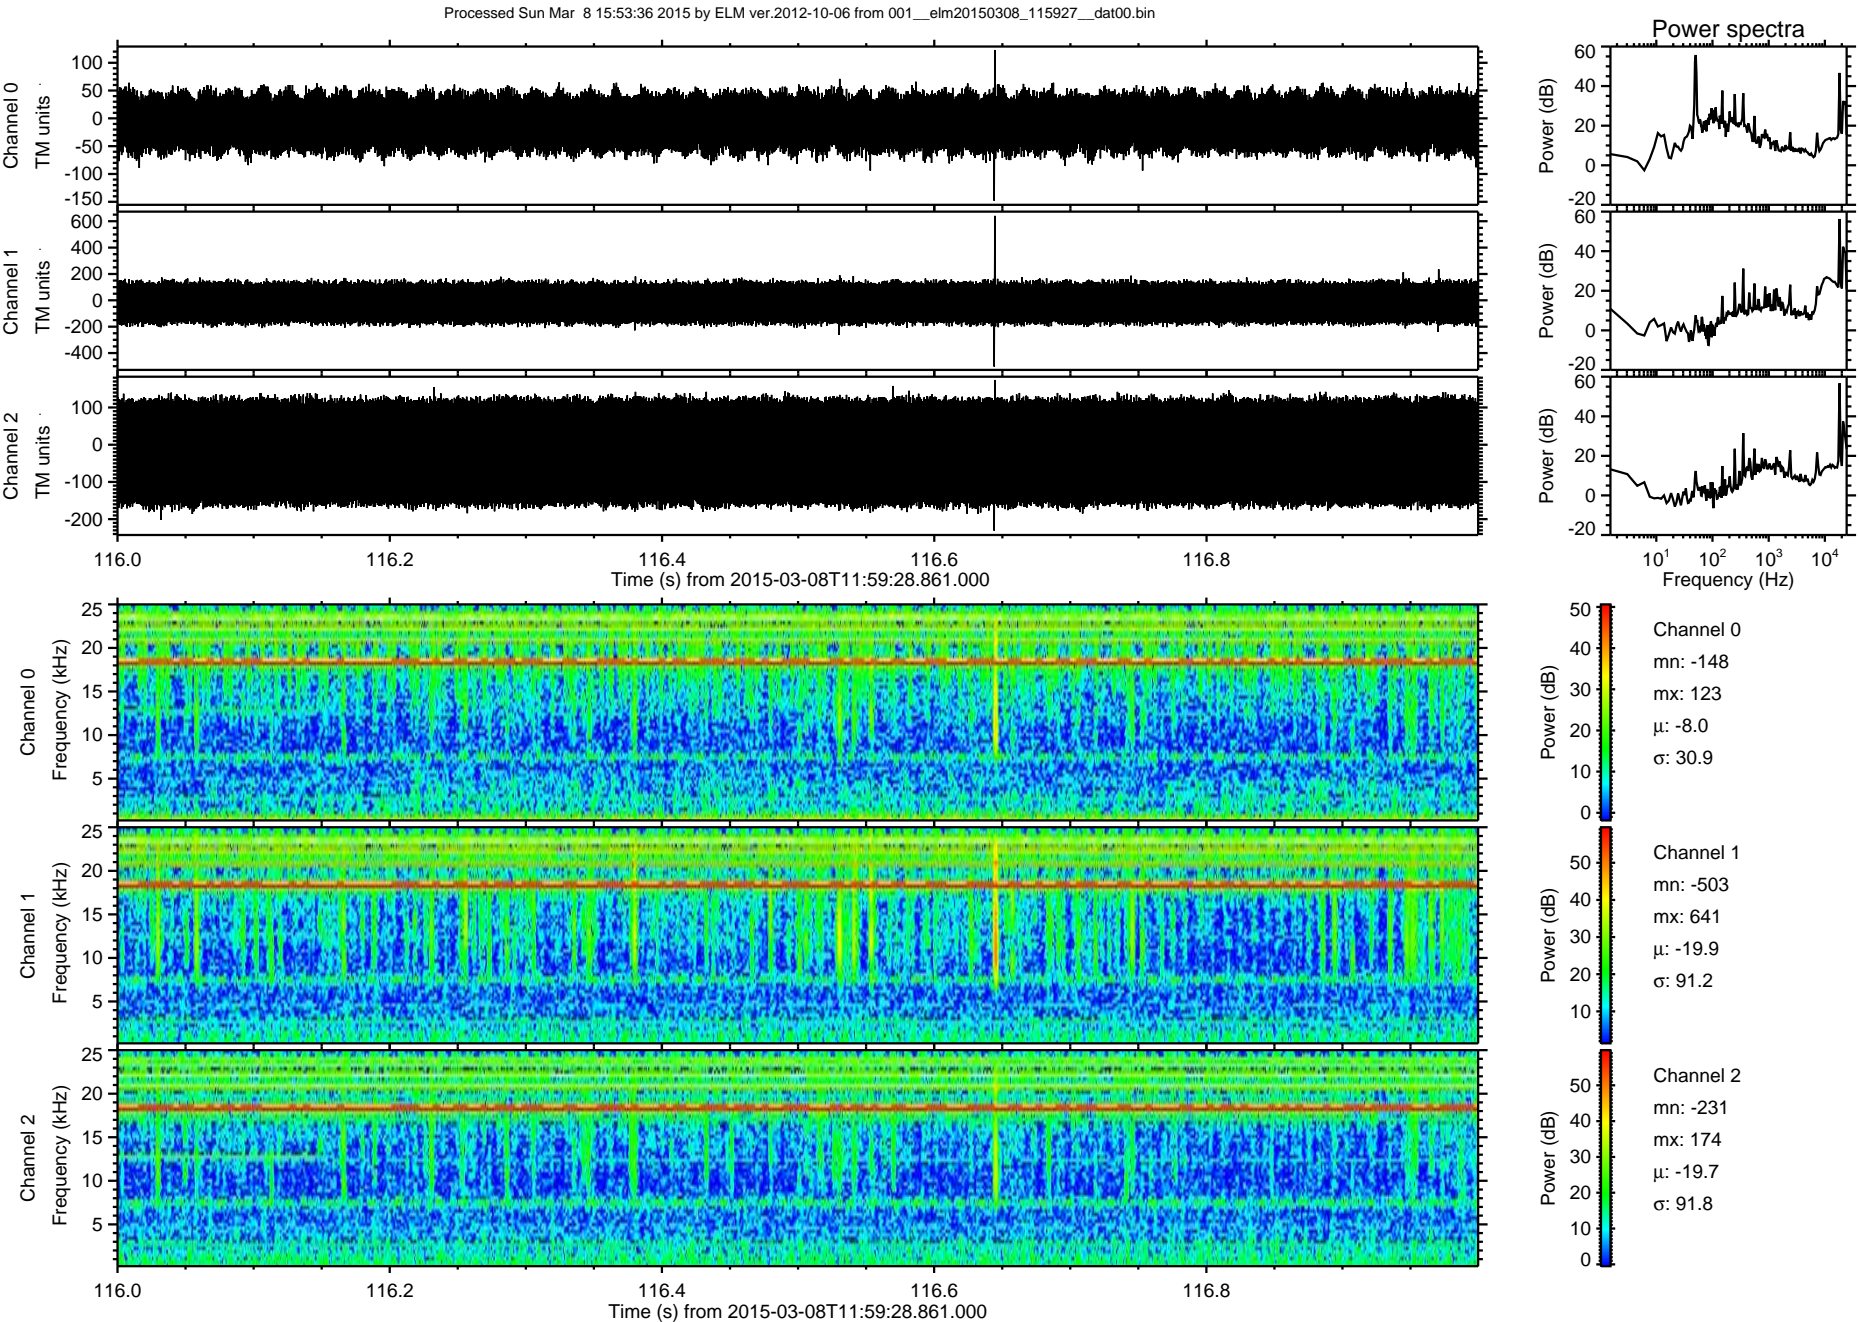 Processed Sun Mar 8 15:53:36 2015 by ELM ver.2012-10-06 from 001__elm20150308_115927__dat00.bin
Power spectra
Channel 0
TM units
100
50
0
-50
-100
-150
Power (dB)
60
40
20
0
-20
Channel 1
TM units
600
400
200
0
-200
-400
Power (dB)
60
40
20
0
-20
Channel 2
TM units
100
0
-100
-200
Power (dB)
60
40
20
0
-20
116.0 116.2 116.4 116.6 116.8
Time (s) from 2015-03-08T11:59:28.861.000
10¹ 10² 10³ 10⁴
Frequency (Hz)
Channel 0
Frequency (kHz)
25
20
15
10
5
Power (dB)
50
40
30
20
10
0
Channel 0
mn: -148
mx: 123
µ: -8.0
σ: 30.9
Channel 1
Frequency (kHz)
25
20
15
10
5
Power (dB)
50
40
30
20
10
Channel 1
mn: -503
mx: 641
µ: -19.9
σ: 91.2
Channel 2
Frequency (kHz)
25
20
15
10
5
Power (dB)
50
40
30
20
10
0
Channel 2
mn: -231
mx: 174
µ: -19.7
σ: 91.8
116.0 116.2 116.4 116.6 116.8
Time (s) from 2015-03-08T11:59:28.861.000